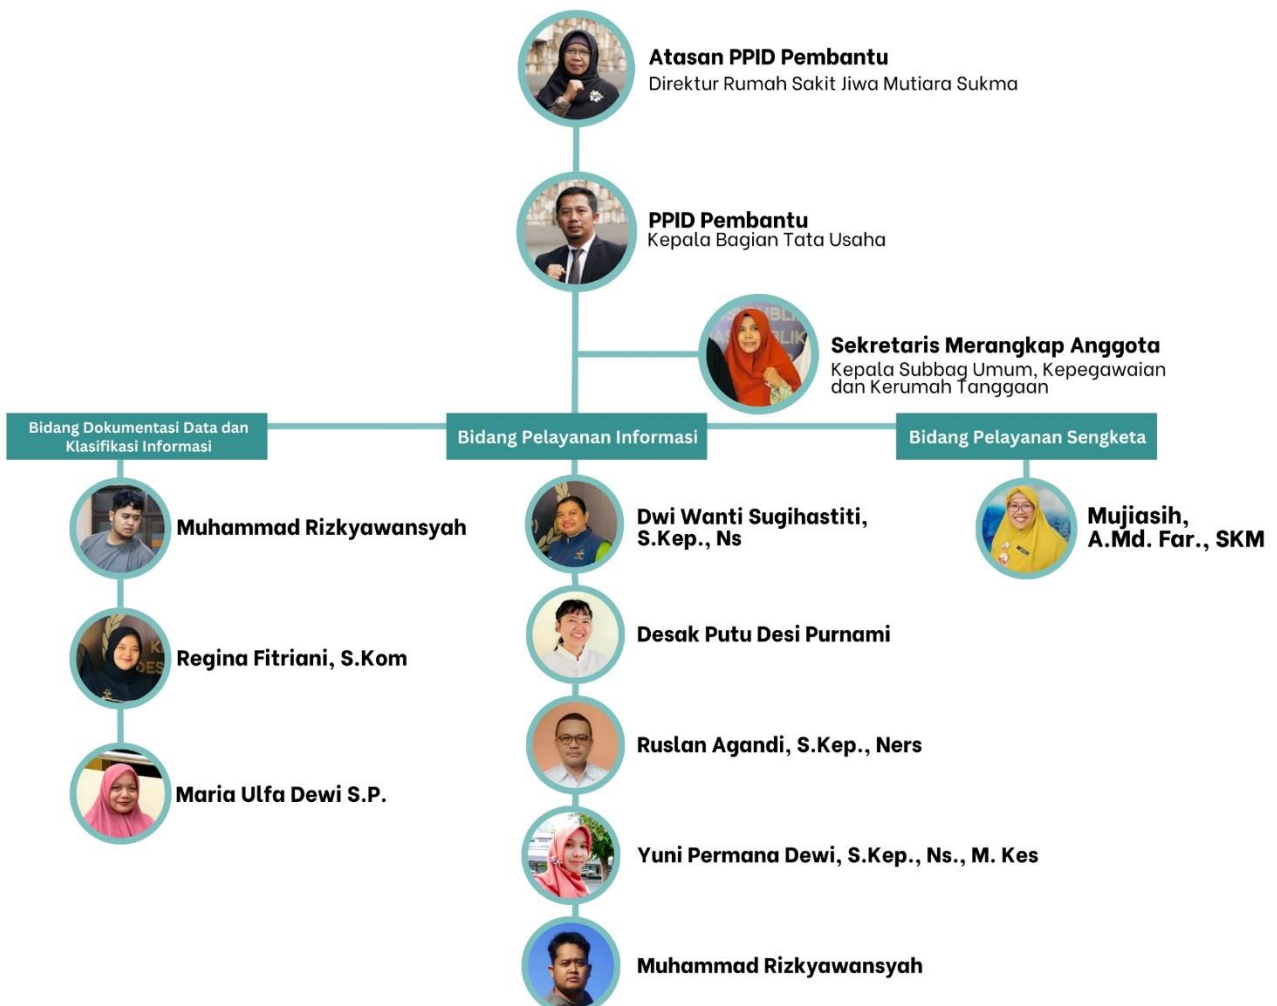 Atasan PPID Pembantu
Direktur Rumah Sakit Jiwa Mutiara Sukma
PPID Pembantu
Kepala Bagian Tata Usaha
Sekretaris Merangkap Anggota
Kepala Subbag Umum, Kepegawaian
dan Kerumah Tanggaan
Bidang Dokumentasi Data dan
Klasifikasi Informasi
Muhammad Rizkyawansyah
Regina Fitriani, S.Kom
Maria Ulfa Dewi S.P.
Bidang Pelayanan Informasi
Dwi Wanti Sugihastiti,
S.Kep., Ns
Desak Putu Desi Purnami
Ruslan Agandi, S.Kep., Ners
Yuni Permana Dewi, S.Kep., Ns., M. Kes
Muhammad Rizkyawansyah
Bidang Pelayanan Sengketa
Mujiasih,
A.Md. Far., SKM